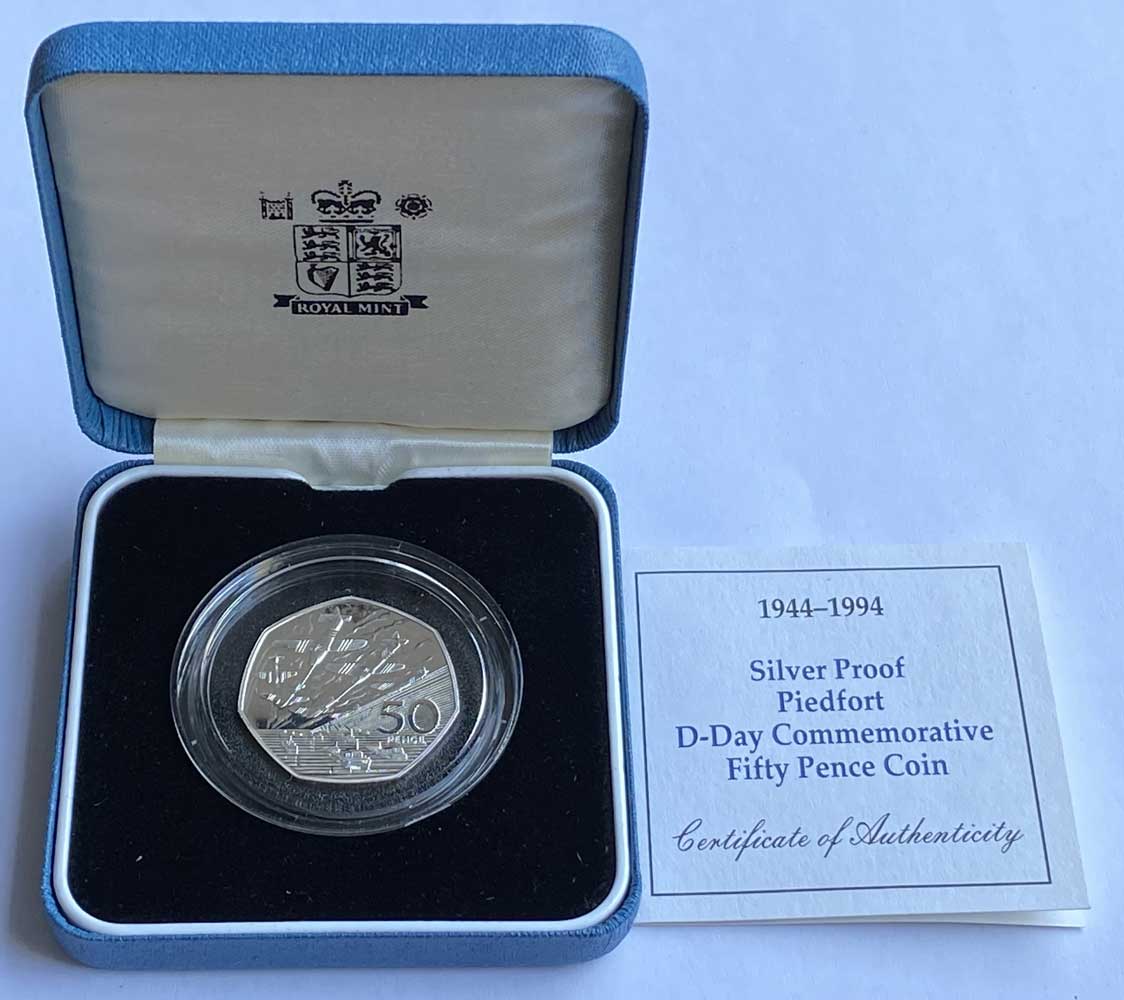 ROYAL MINT
50
PENCE
1944–1994
Silver Proof
Piedfort
D-Day Commemorative
Fifty Pence Coin
Certificate of Authenticity